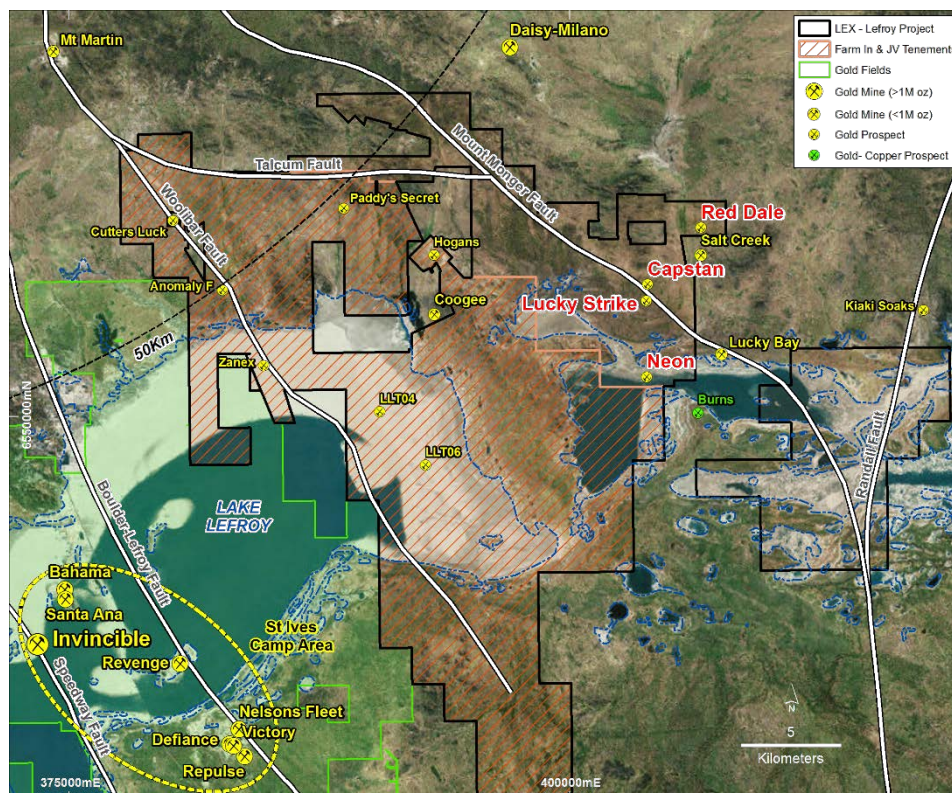 Mt Martin
Daisy-Milano
LEX - Lefroy Project
Farm In & JV Tenement
Gold Fields
Gold Mine (>1M oz)
Gold Mine (<1M oz)
Gold Prospect
Gold- Copper Prospect
Talcum Fault
Mount Monger Fault
Woolibar Fault
Paddy's Secret
Cutters Luck
Hogans
Red Dale
Salt Creek
Capstan
Anomaly F
Coogee
Lucky Strike
Kiaki Soaks
50Km
Lucky Bay
Zanex
Neon
6550000mN
LLT04
Burns
LLT06
Randall Fault
LAKE
LEFROY
Boulder-Lefroy Fault
Bahama
Santa Ana
Invincible
St Ives
Camp Area
Revenge
Speedway Fault
Nelsons Fleet
Victory
Defiance
Repulse
N
5
Kilometers
375000mE
400000mE